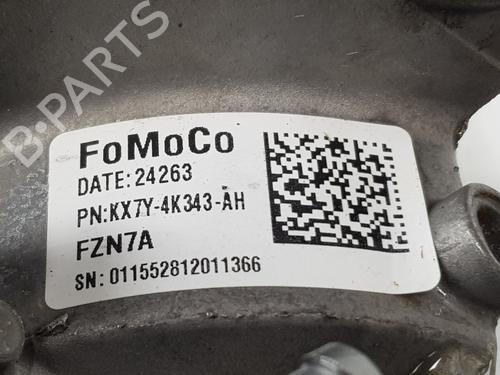 B-PARTS
FoMoCo
DATE: 24263
PN:KX7Y-4K343-AH
FZN7A
SN: 011552812011366